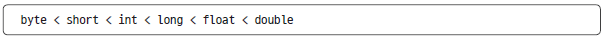 byte < short < int < long < float < double